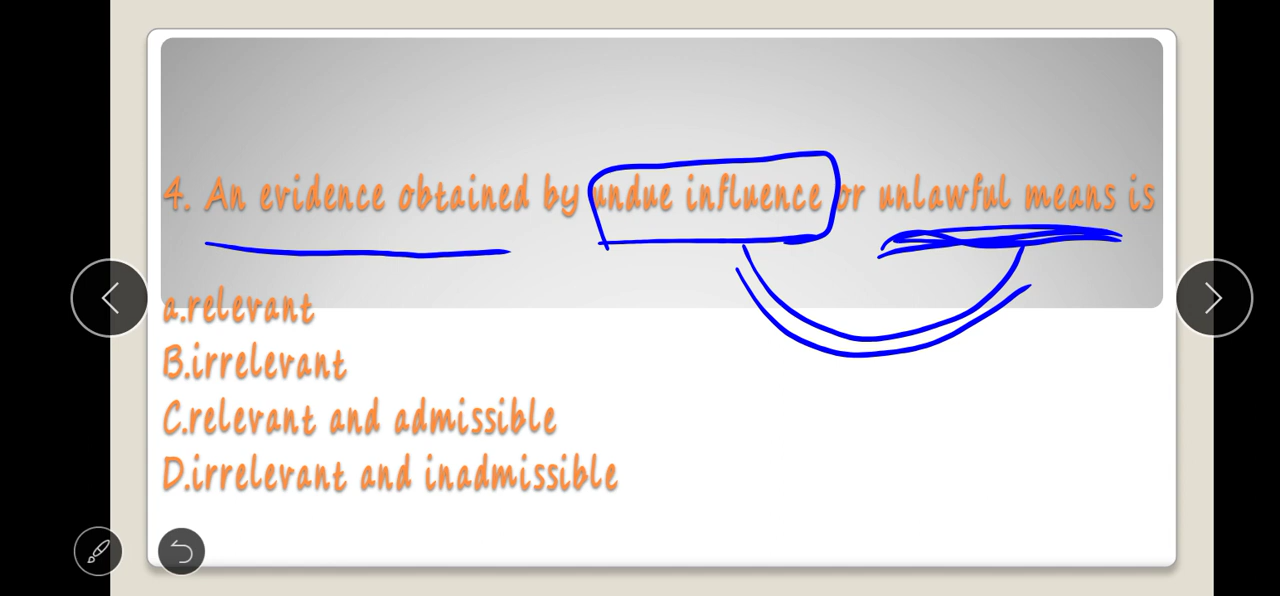 4. An evidence obtained by undue influence or unlawful means is
a.relevant
B.irrelevant
C.relevant and admissible
D.irrelevant and inadmissible